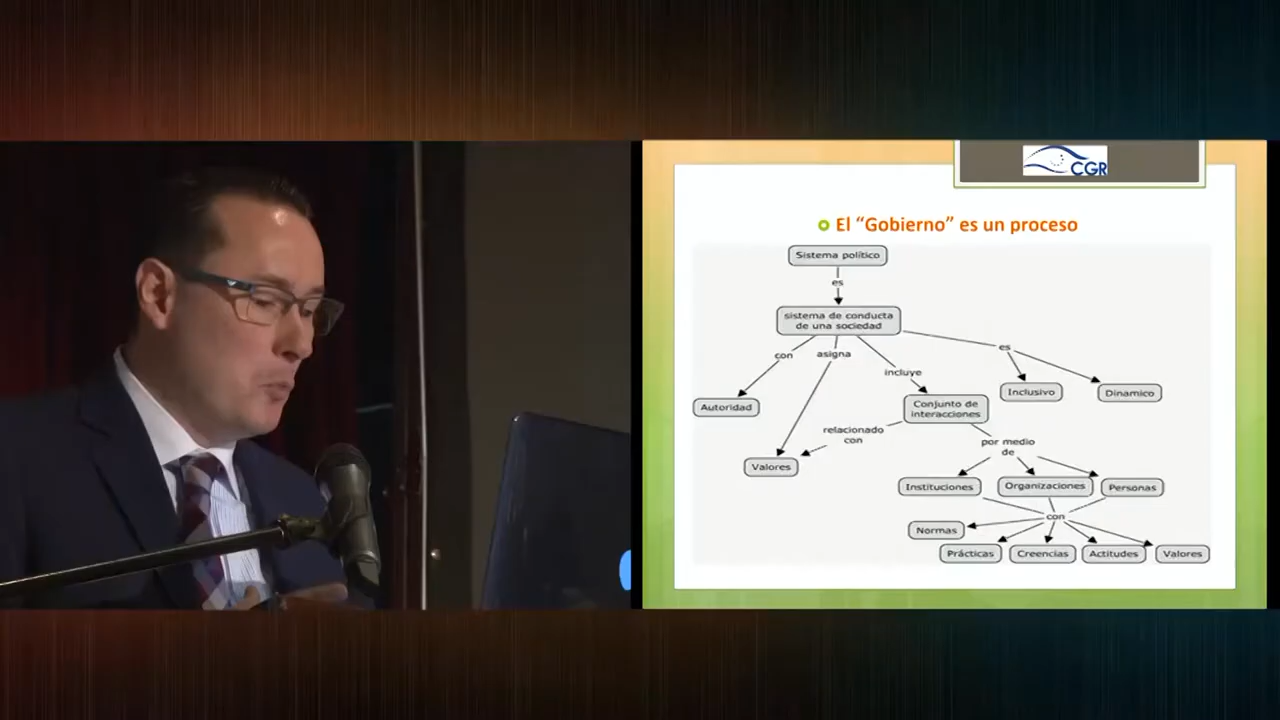 CGR
El “Gobierno” es un proceso
Sistema político
es
sistema de conducta
de una sociedad
con
asigna
incluye
es
Autoridad
Conjunto de
interacciones
Inclusivo
Dinamico
relacionado
con
Valores
por medio
de
Instituciones
Organizaciones
Personas
con
Normas
Prácticas
Creencias
Actitudes
Valores